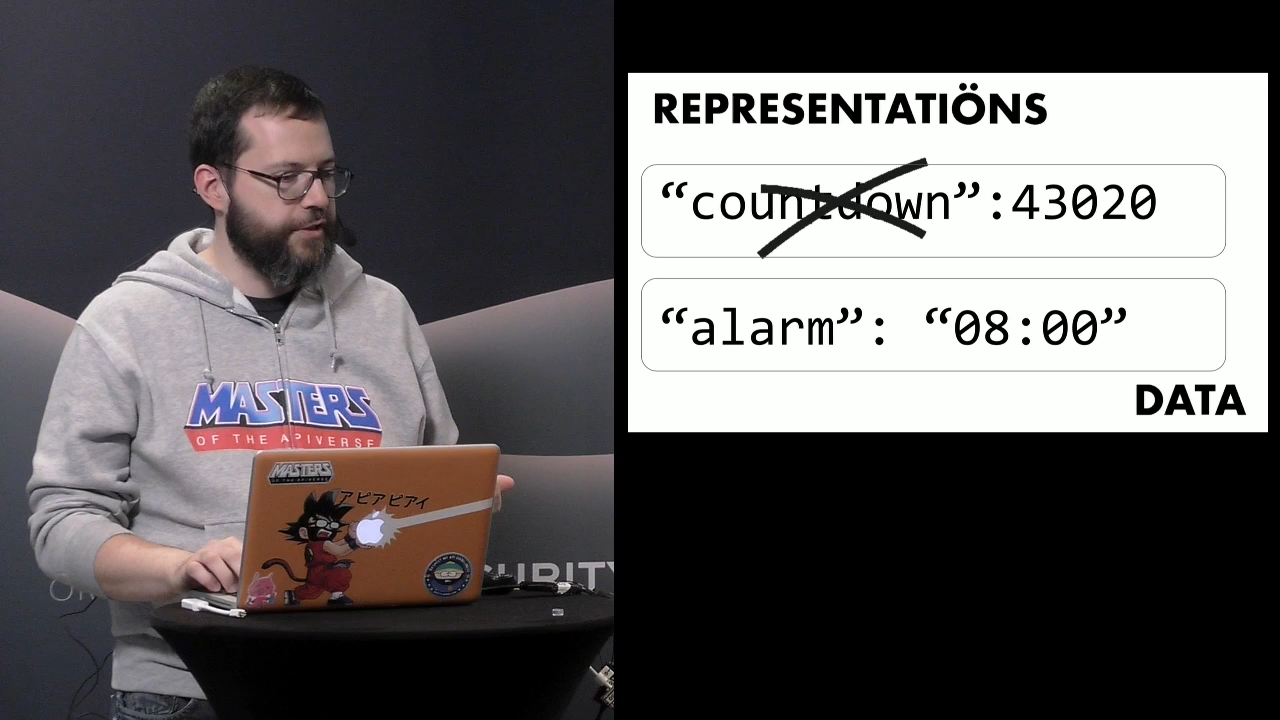 MASTERS
OF THE APIVERSE
MASTERS
OF THE APIVERSE
アピアピアイ
CURITY
REPRESENTATIÖNS
“countdown”:43020
“alarm”: “08:00”
DATA